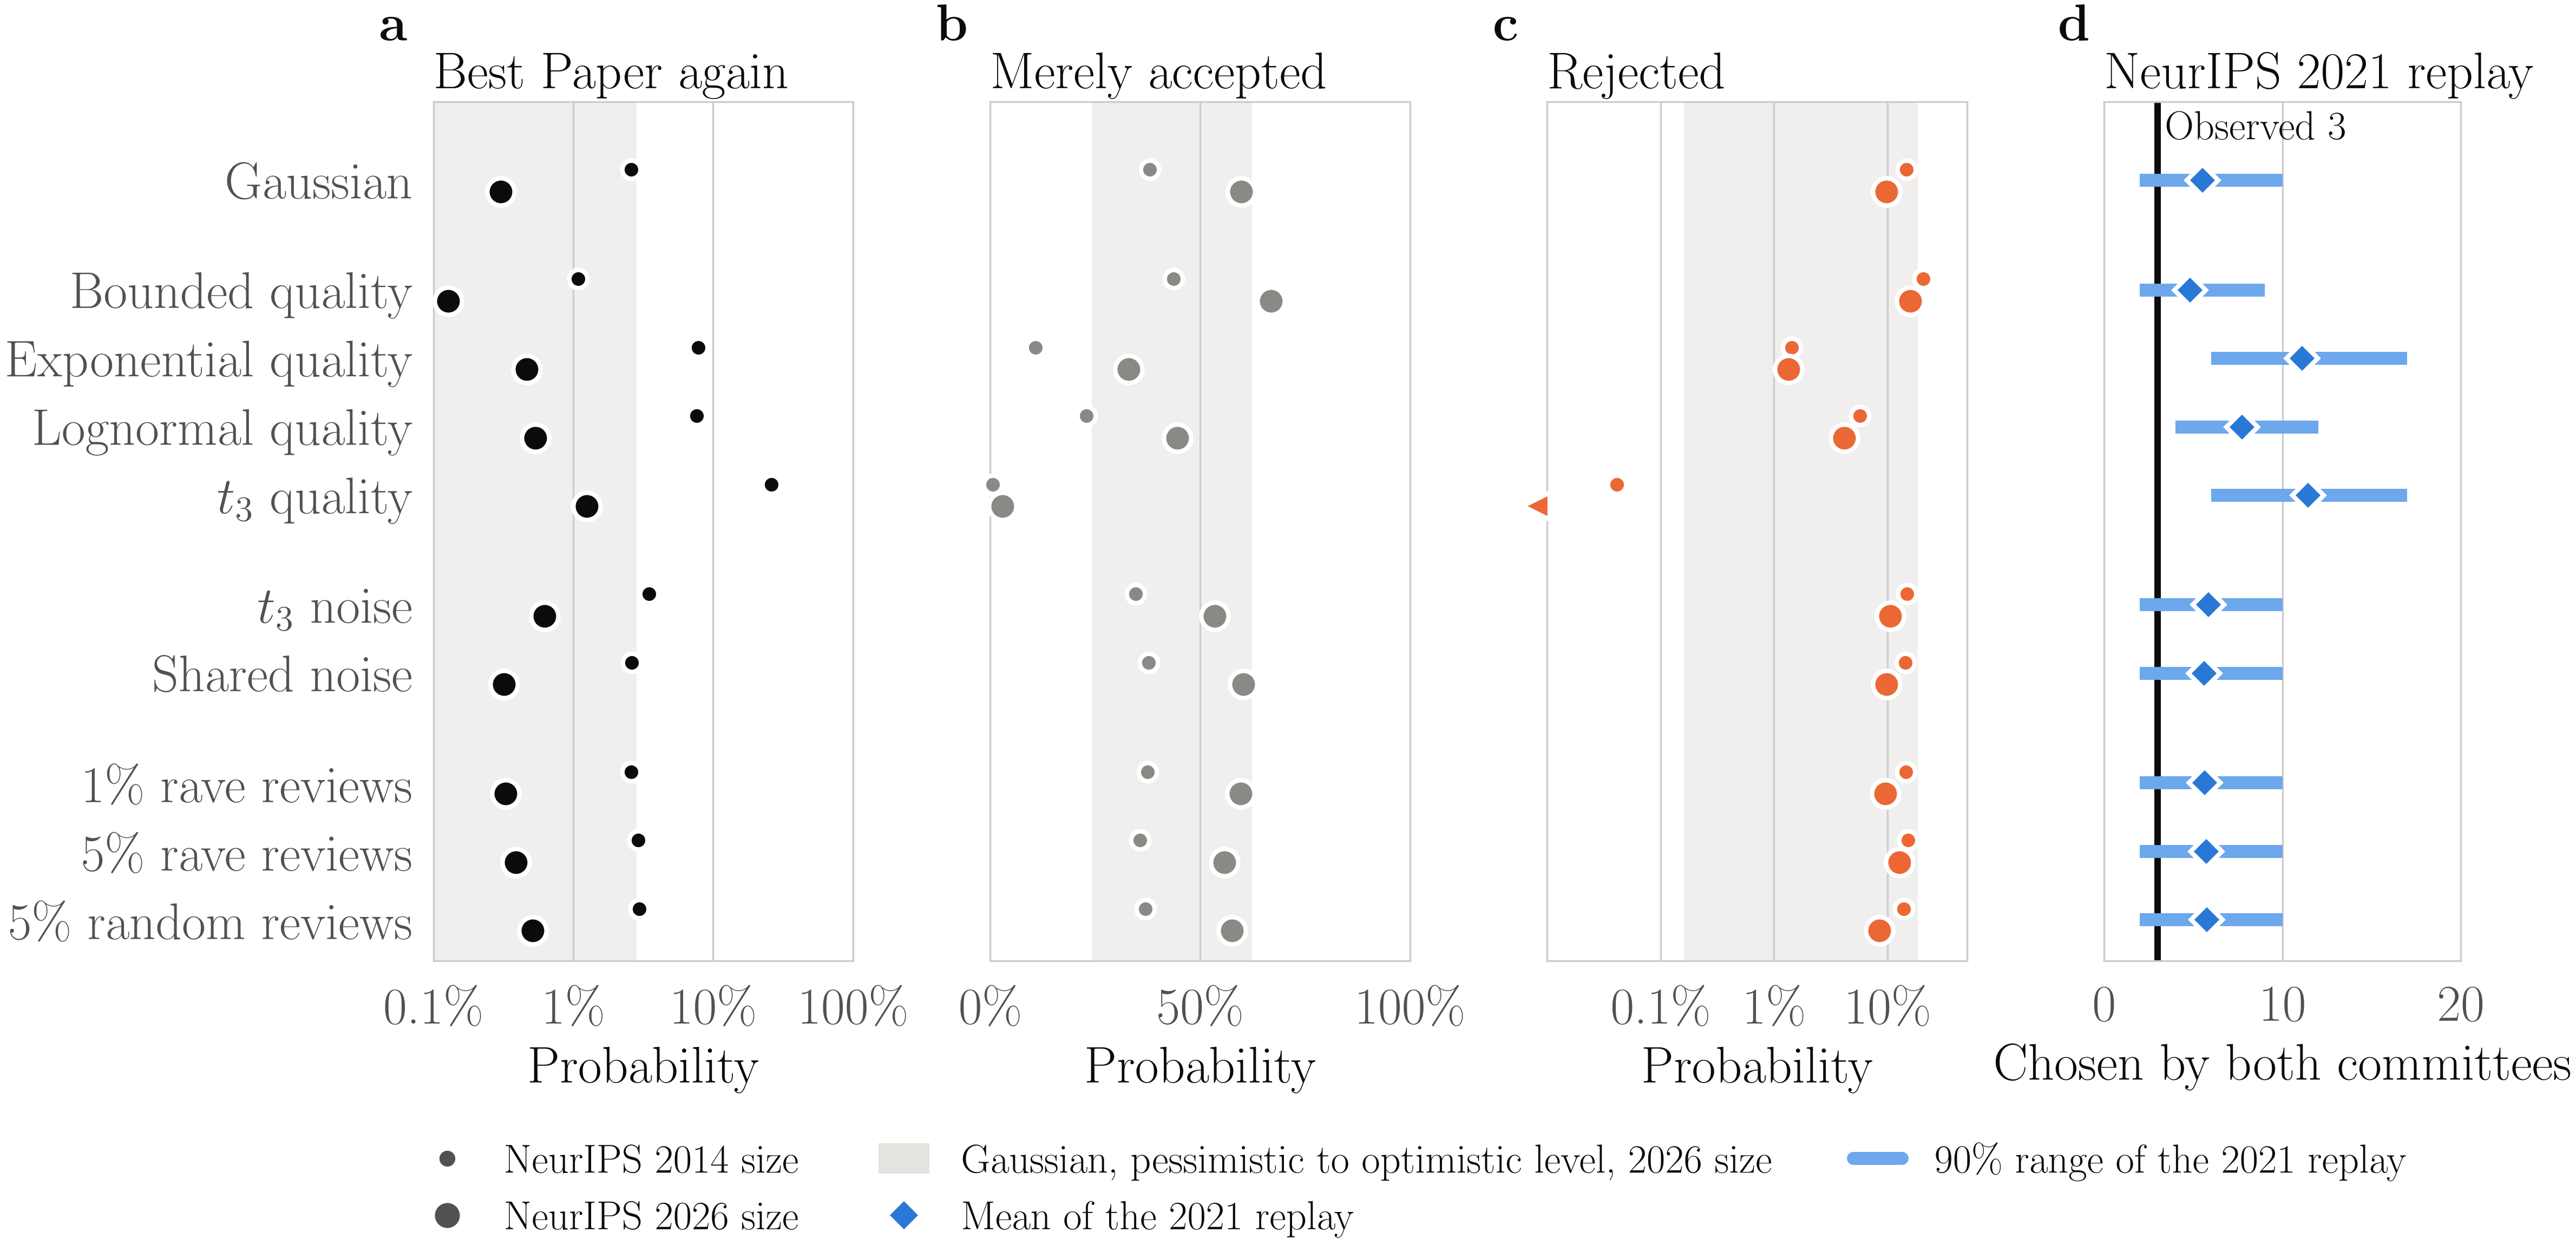 a
Best Paper again
b
Merely accepted
c
Rejected
d
NeurIPS 2021 replay
Observed 3
Gaussian
Bounded quality
Exponential quality
Lognormal quality
t₃ quality
t₃ noise
Shared noise
1% rave reviews
5% rave reviews
5% random reviews
0.1% 1% 10% 100%
Probability
0% 50% 100%
Probability
0.1% 1% 10%
Probability
0 10 20
Chosen by both committees
NeurIPS 2014 size
NeurIPS 2026 size
Gaussian, pessimistic to optimistic level, 2026 size
Mean of the 2021 replay
90% range of the 2021 replay